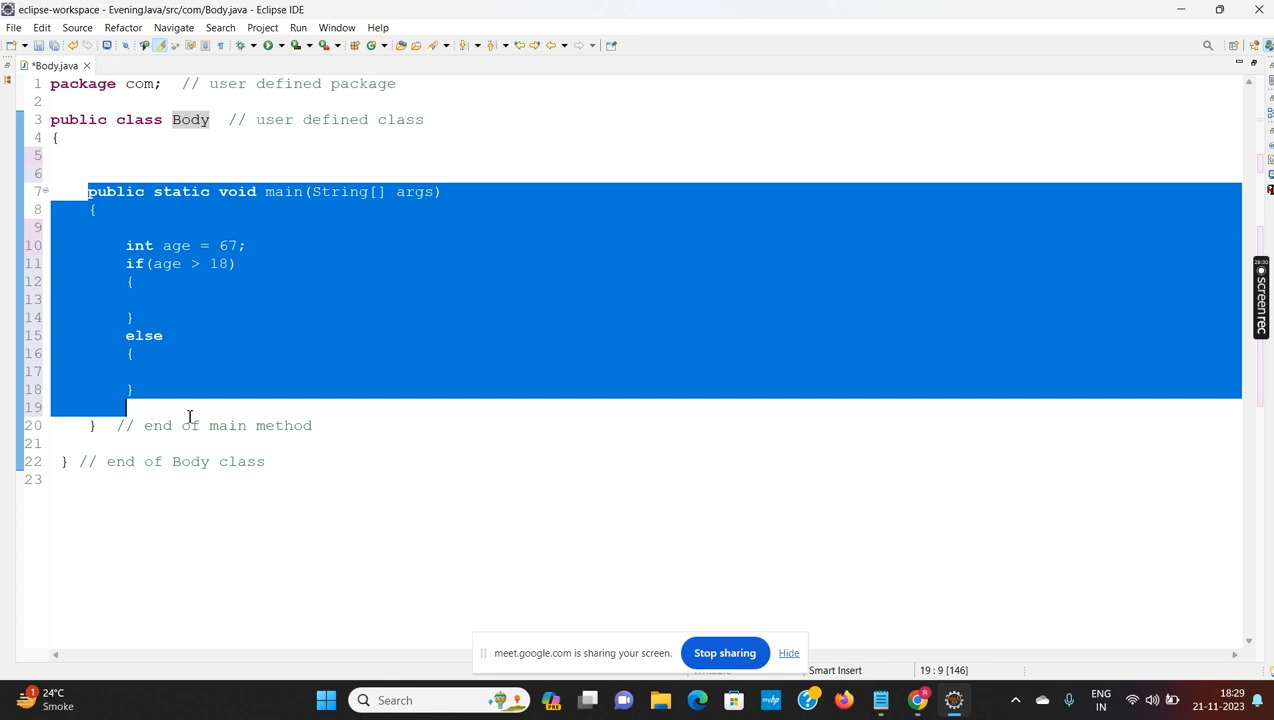 eclipse-workspace - EveningJava/src/com/Body.java - Eclipse IDE
File Edit Source Refactor Navigate Search Project Run Window Help
*Body.java
1 package com;  // user defined package
2
3 public class Body  // user defined class
4 {
5
6
7 public static void main(String[] args)
8 {
9
10 int age = 67;
11 if(age > 18)
12 {
13
14 }
15 else
16 {
17
18 }
19
20 }  // end of main method
21
22 } // end of Body class
23
28:30
screenrec
meet.google.com is sharing your screen. Stop sharing Hide
Smart Insert 19 : 9 [146]
1 24°C
Smoke
Search
PRE
ENG
IN
18:29
21-11-2023